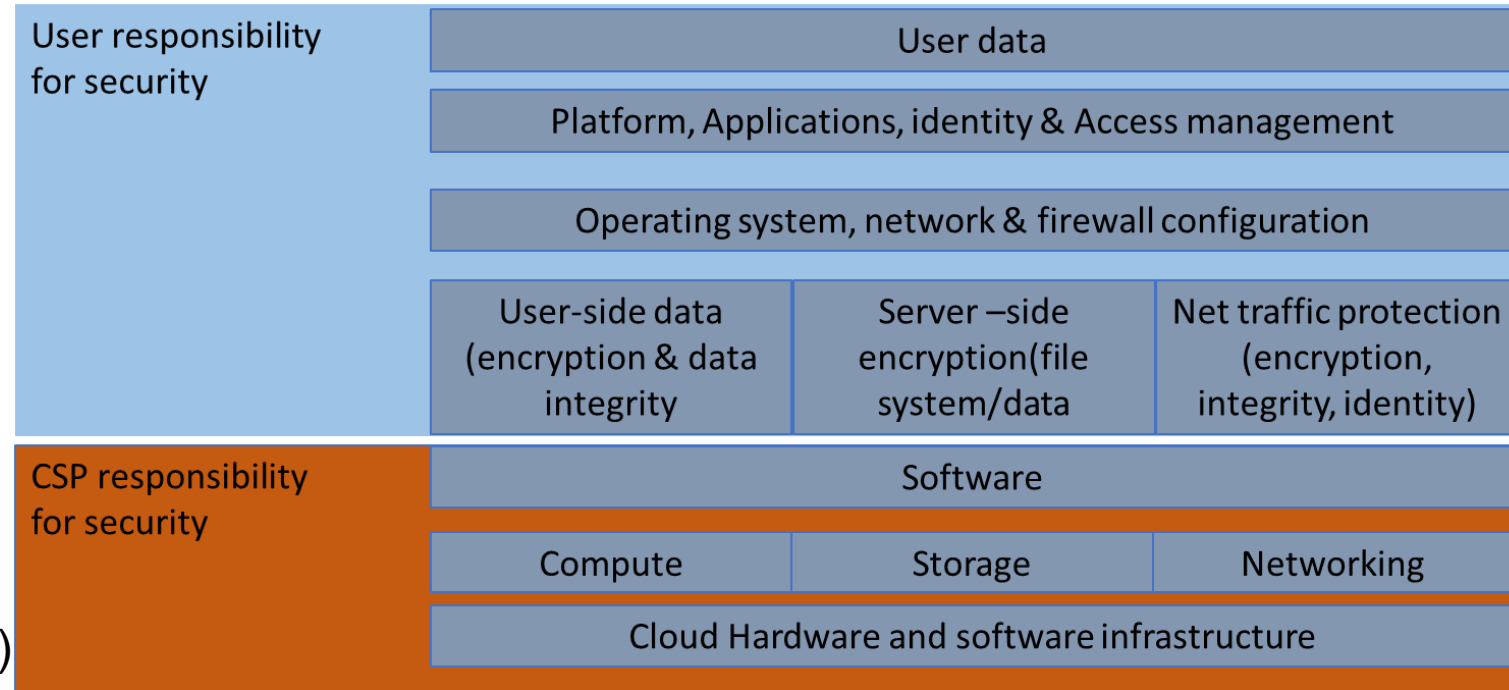 User responsibility
for security
User data
Platform, Applications, identity & Access management
Operating system, network & firewall configuration
User-side data
(encryption & data
integrity
Server –side
encryption(file
system/data
Net traffic protection
(encryption,
integrity, identity)
CSP responsibility
for security
Software
Compute
Storage
Networking
Cloud Hardware and software infrastructure
)